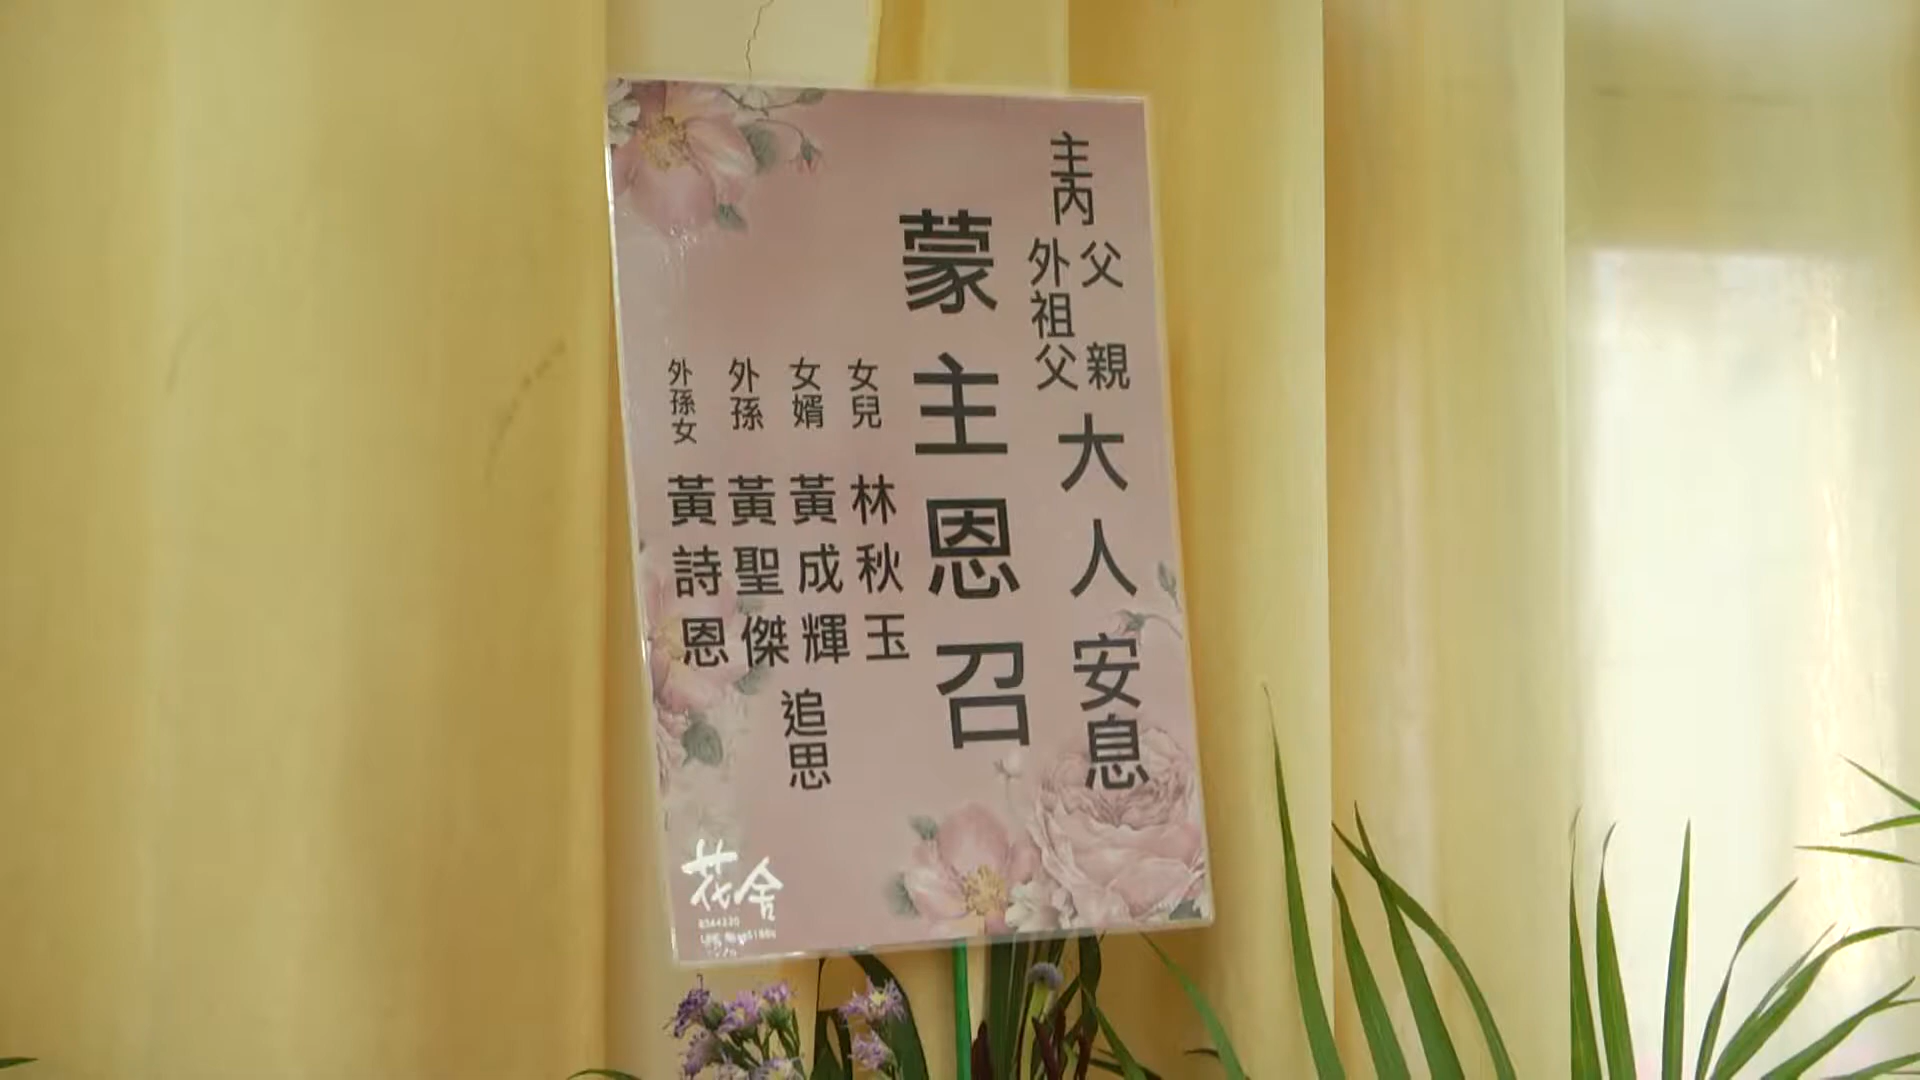 主內
父親
外祖父
大人安息
蒙主恩召
女兒 林秋玉
女婿 黃成輝
外孫 黃聖傑
外孫女 黃詩恩
追思
花舍